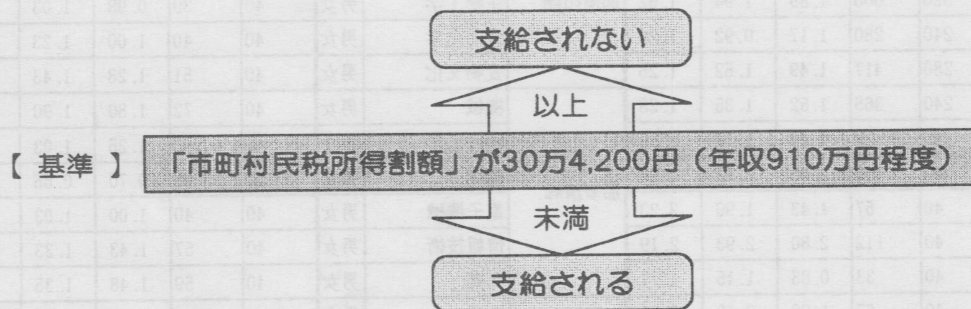 支給されない
以上
【 基準 】 「市町村民税所得割額」が30万4,200円（年収910万円程度）
未満
支給される